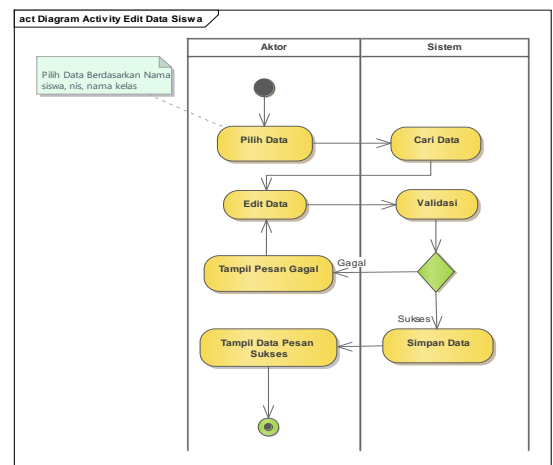 act Diagram Activity Edit Data Siswa
Aktor
Sistem
Pilih Data Berdasarkan Nama
siswa, nis, nama kelas
Pilih Data
Cari Data
Edit Data
Validasi
Tampil Pesan Gagal
Gagal
Sukses
Tampil Data Pesan
Sukses
Simpan Data